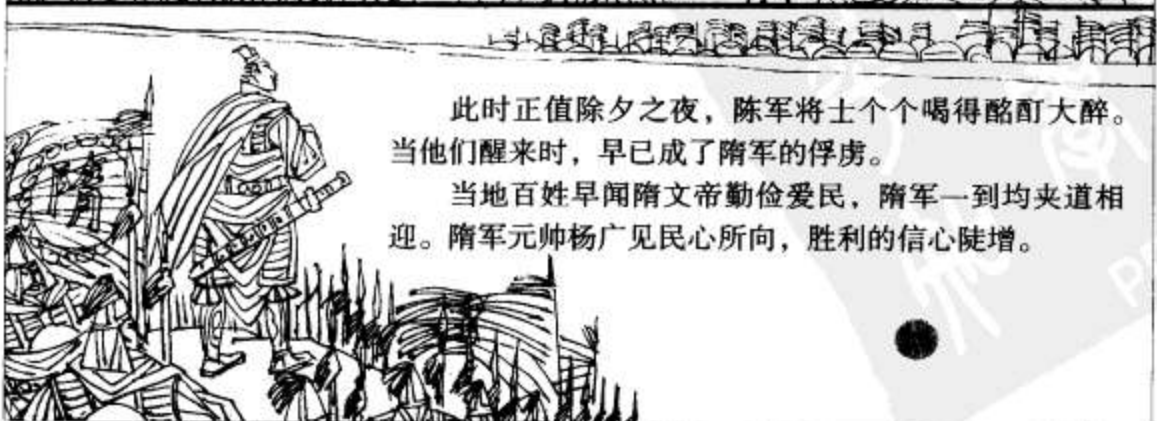 此时正值除夕之夜，陈军将士个个喝得酩酊大醉。
当他们醒来时，早已成了隋军的俘虏。
当地百姓早闻隋文帝勤俭爱民，隋军一到均夹道相
迎。隋军元帅杨广见民心所向，胜利的信心陡增。
隋